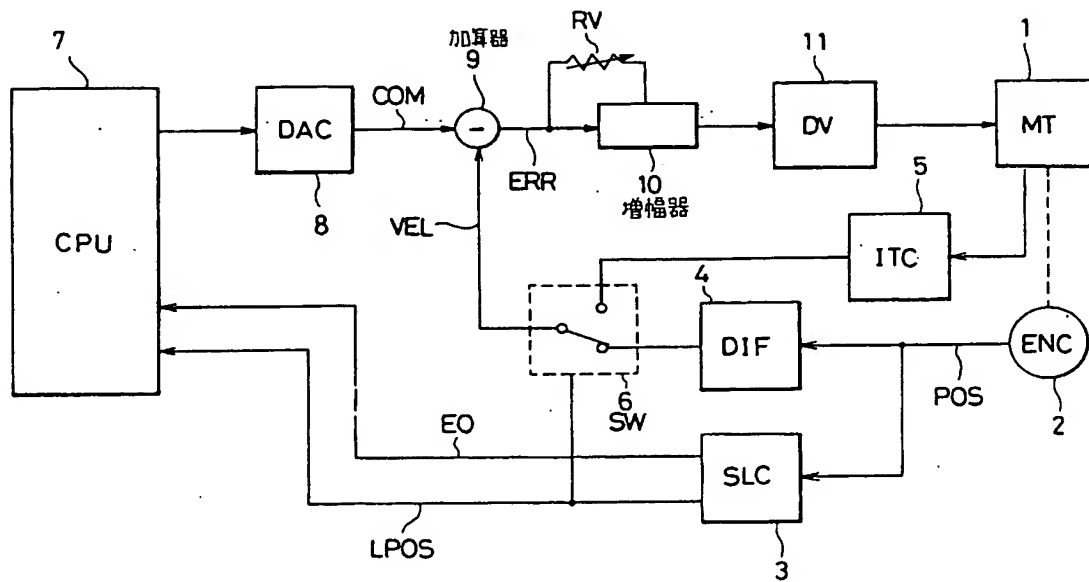 7
加耳器
9
RV
11
1
DAC
COM
−
DV
MT
ERR
8
10
増幅器
5
VEL
CPU
ITC
4
DIF
ENC
6
SW
POS
2
EO
SLC
LPOS
3